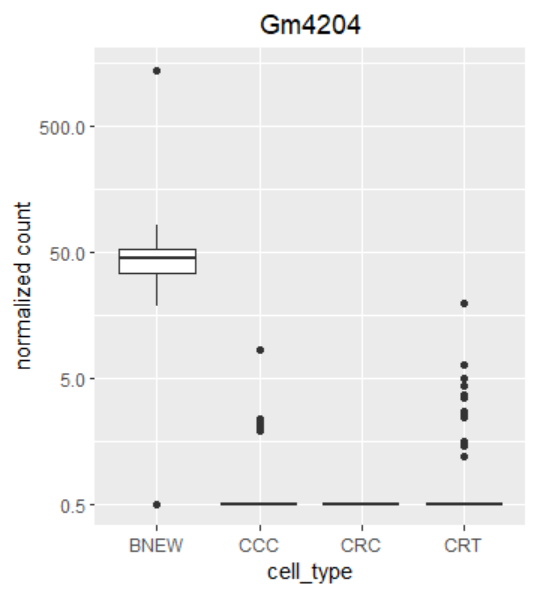 Gm4204
normalized count
500.0
50.0
5.0
0.5
BNEW CCC CRC CRT
cell_type